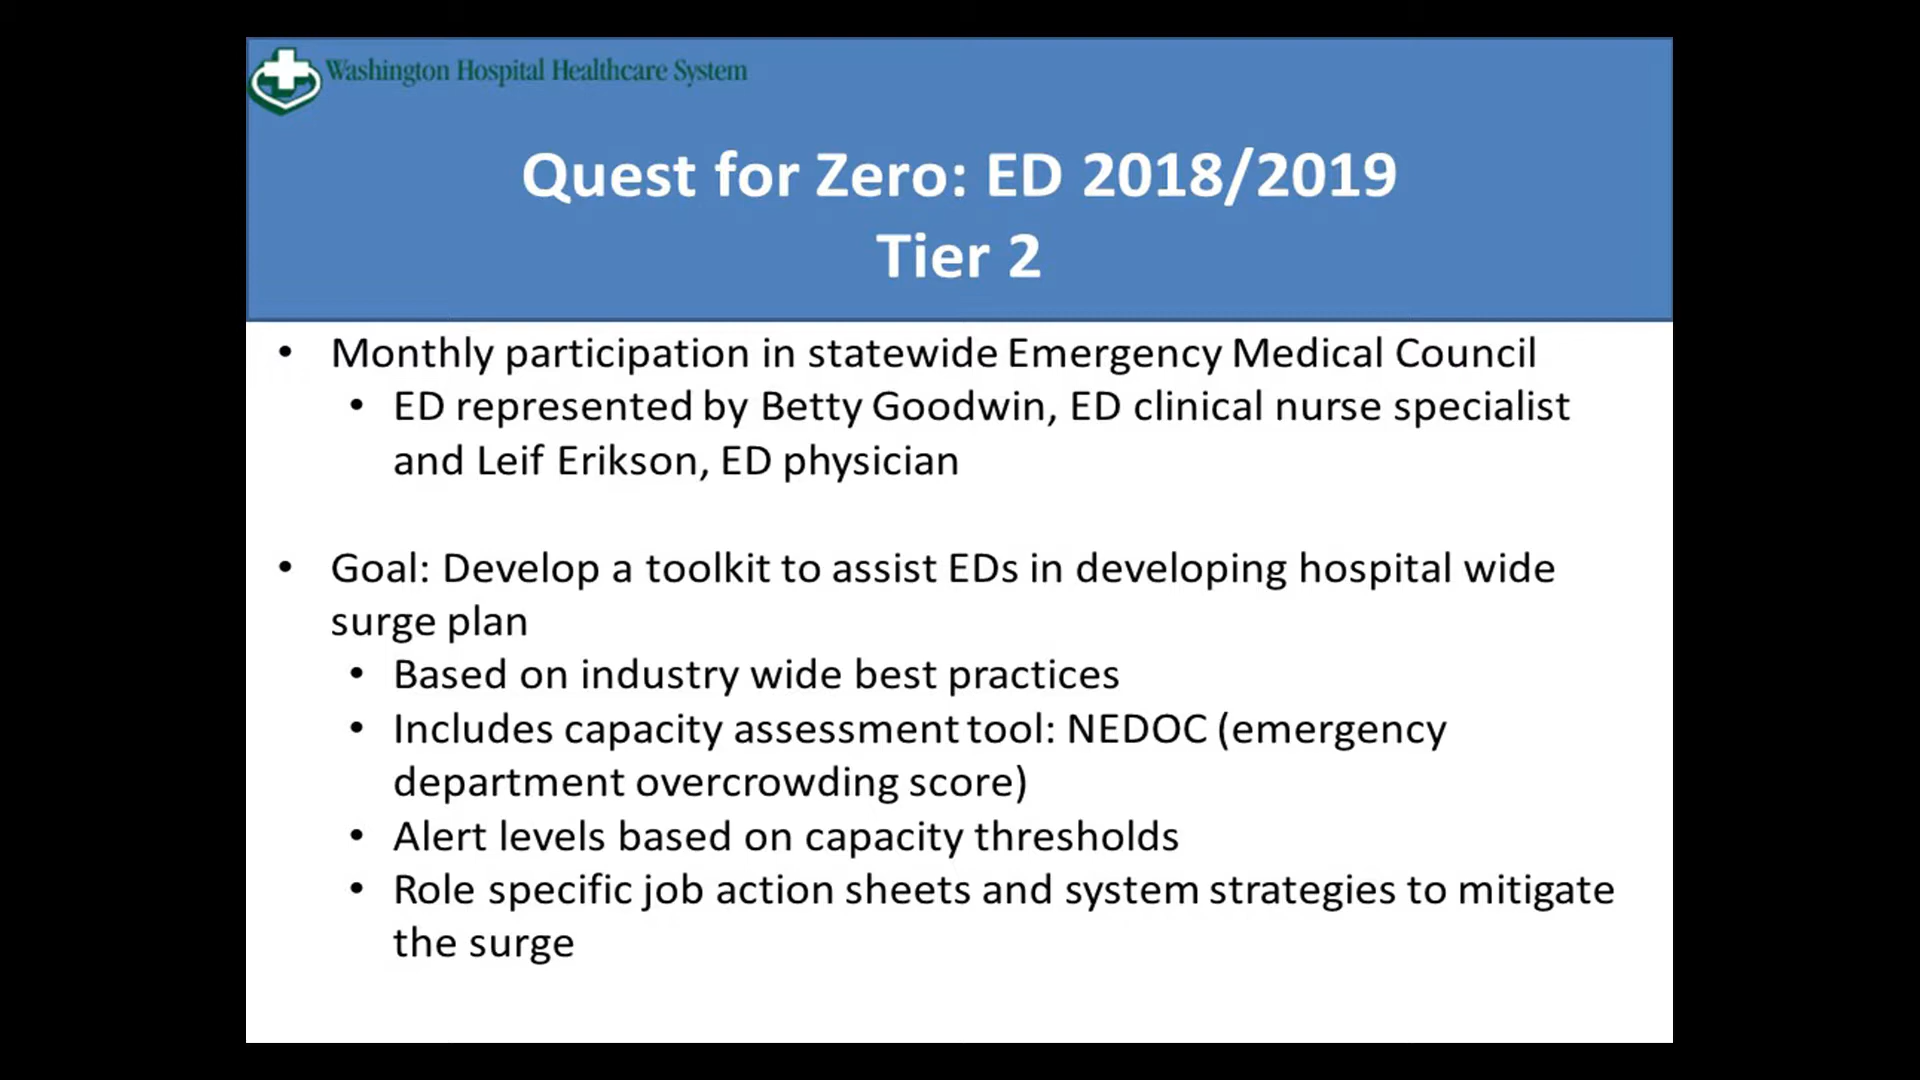 Washington Hospital Healthcare System
Quest for Zero: ED 2018/2019
Tier 2
• Monthly participation in statewide Emergency Medical Council
• ED represented by Betty Goodwin, ED clinical nurse specialist
and Leif Erikson, ED physician
• Goal: Develop a toolkit to assist EDs in developing hospital wide
surge plan
• Based on industry wide best practices
• Includes capacity assessment tool: NEDOC (emergency
department overcrowding score)
• Alert levels based on capacity thresholds
• Role specific job action sheets and system strategies to mitigate
the surge